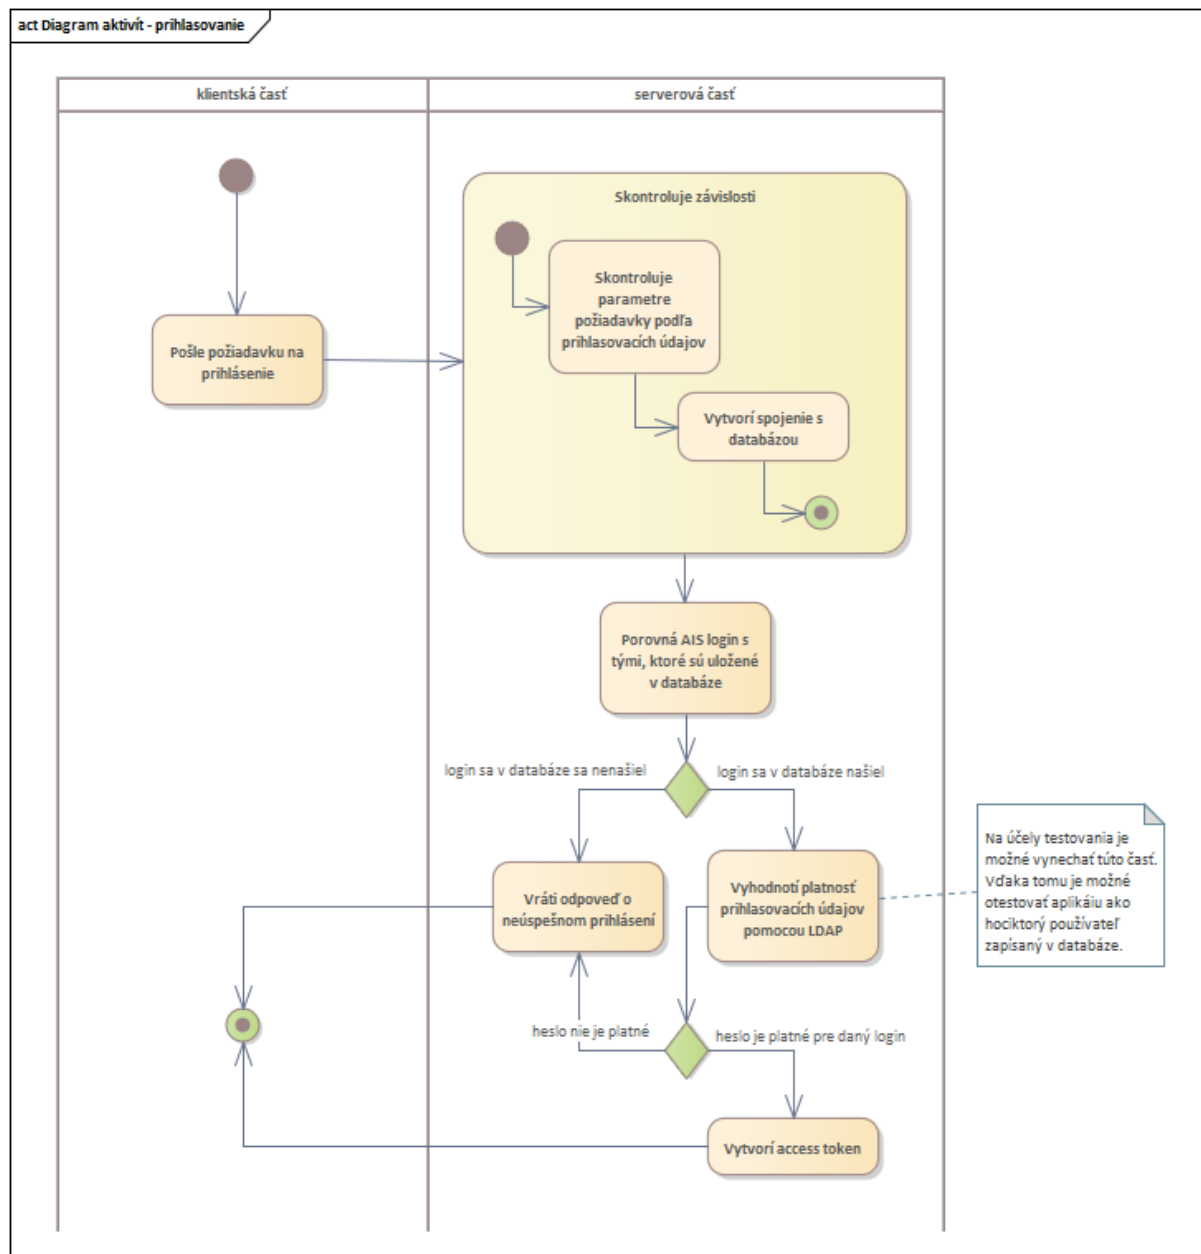 act Diagram aktivít - prihlasovanie
klientská časť
serverová časť
Skontroluje závislosti
Skontroluje
parametre
požiadavky podľa
prihlasovacích údajov
Pošle požiadavku na
prihlásenie
Vytvorí spojenie s
databázou
Porovná AIS login s
tými, ktoré sú uložené
v databáze
login sa v databáze sa nenašiel
login sa v databáze našiel
Vráti odpoveď o
neúspešnom prihlásení
Vyhodnotí platnosť
prihlasovacích údajov
pomocou LDAP
Na účely testovania je
možné vynechať túto časť.
Vďaka tomu je možné
otestovať aplikáiu ako
hociktorý používateľ
zapísaný v databáze.
heslo nie je platné
heslo je platné pre daný login
Vytvorí access token